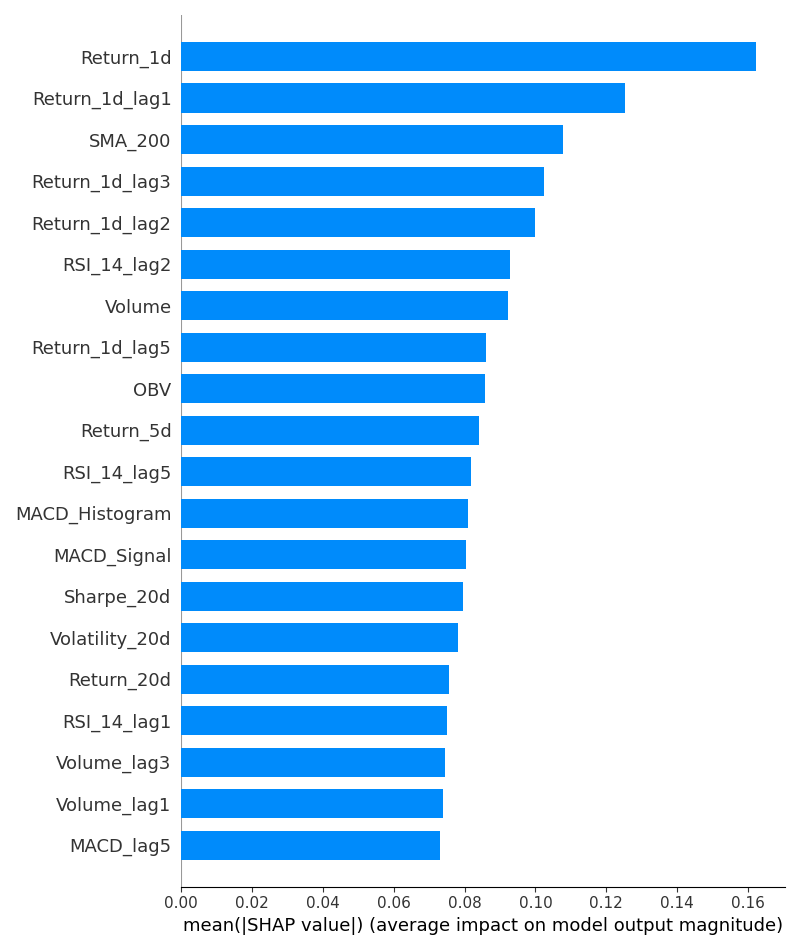 Return_1d
Return_1d_lag1
SMA_200
Return_1d_lag3
Return_1d_lag2
RSI_14_lag2
Volume
Return_1d_lag5
OBV
Return_5d
RSI_14_lag5
MACD_Histogram
MACD_Signal
Sharpe_20d
Volatility_20d
Return_20d
RSI_14_lag1
Volume_lag3
Volume_lag1
MACD_lag5
0.00 0.02 0.04 0.06 0.08 0.10 0.12 0.14 0.16
mean(|SHAP value|) (average impact on model output magnitude)